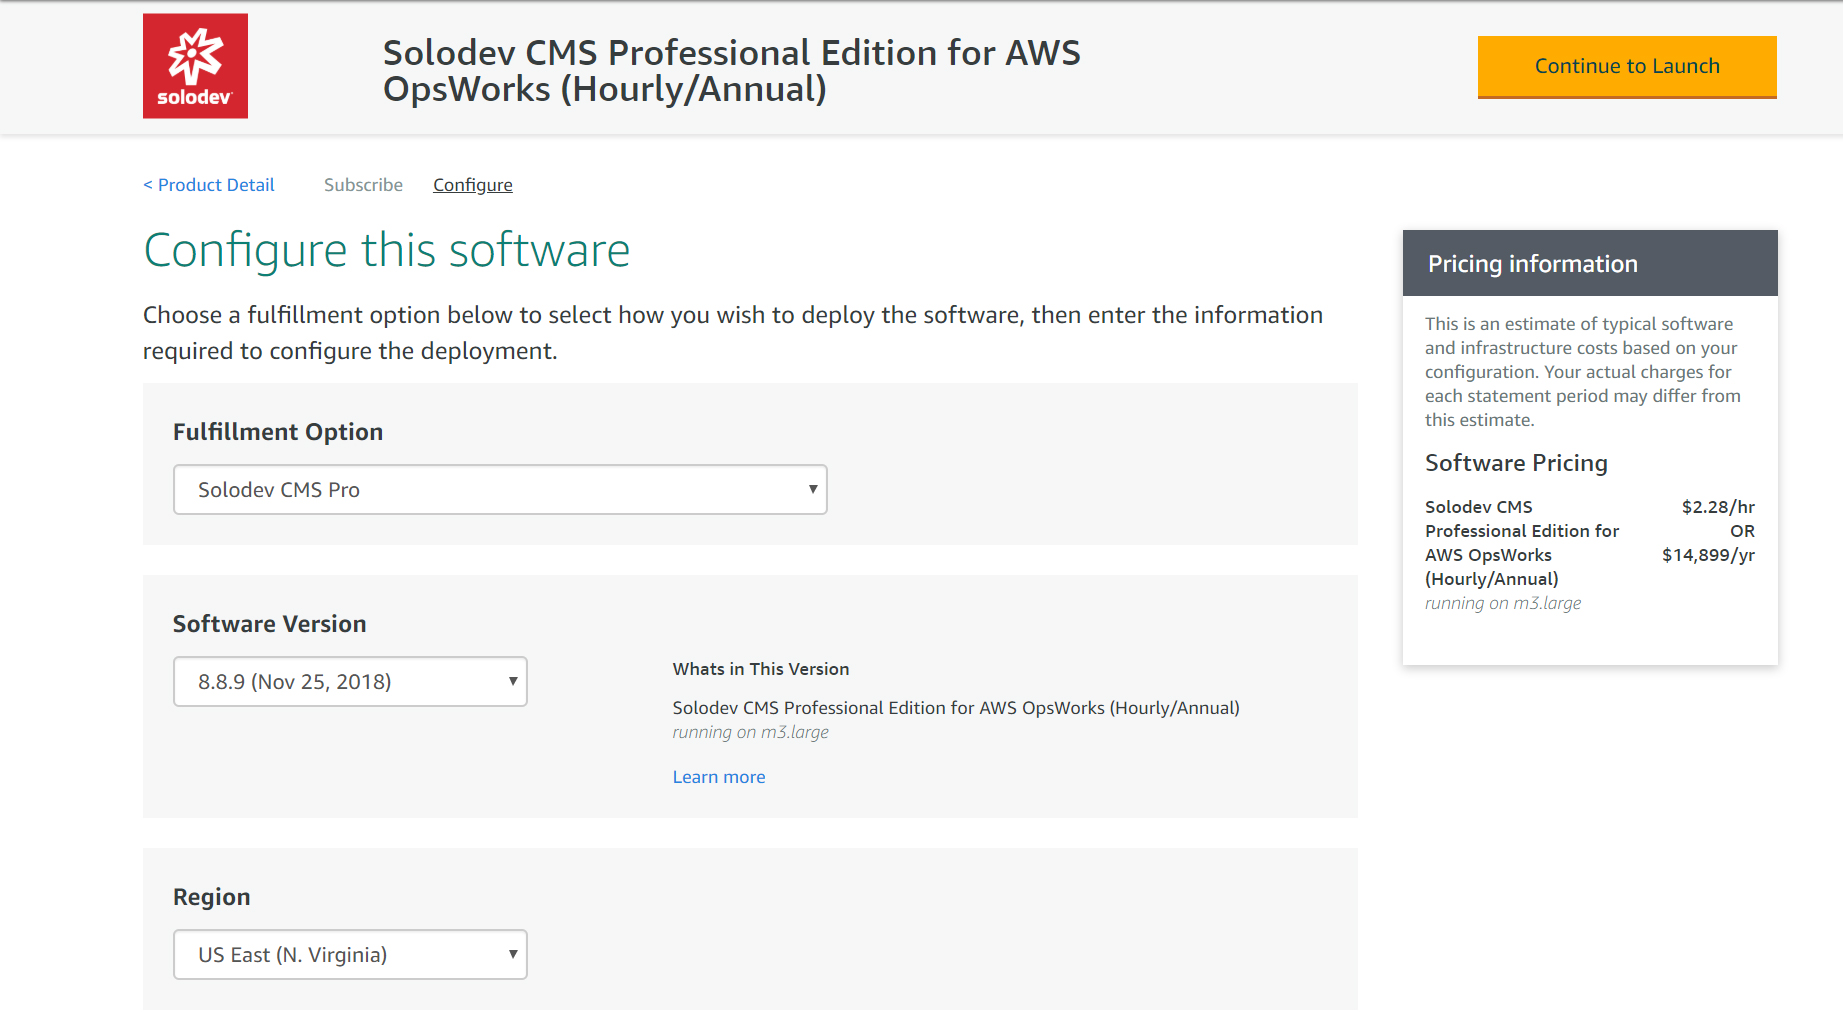 solodev
Solodev CMS Professional Edition for AWS
OpsWorks (Hourly/Annual)
Continue to Launch
< Product Detail
Subscribe
Configure
Configure this software
Choose a fulfillment option below to select how you wish to deploy the software, then enter the information
required to configure the deployment.
Fulfillment Option
Solodev CMS Pro
Software Version
8.8.9 (Nov 25, 2018)
Whats in This Version
Solodev CMS Professional Edition for AWS OpsWorks (Hourly/Annual)
running on m3.large
Learn more
Region
US East (N. Virginia)
Pricing information
This is an estimate of typical software
and infrastructure costs based on your
configuration. Your actual charges for
each statement period may differ from
this estimate.
Software Pricing
Solodev CMS $2.28/hr
Professional Edition for OR
AWS OpsWorks $14,899/yr
(Hourly/Annual)
running on m3.large